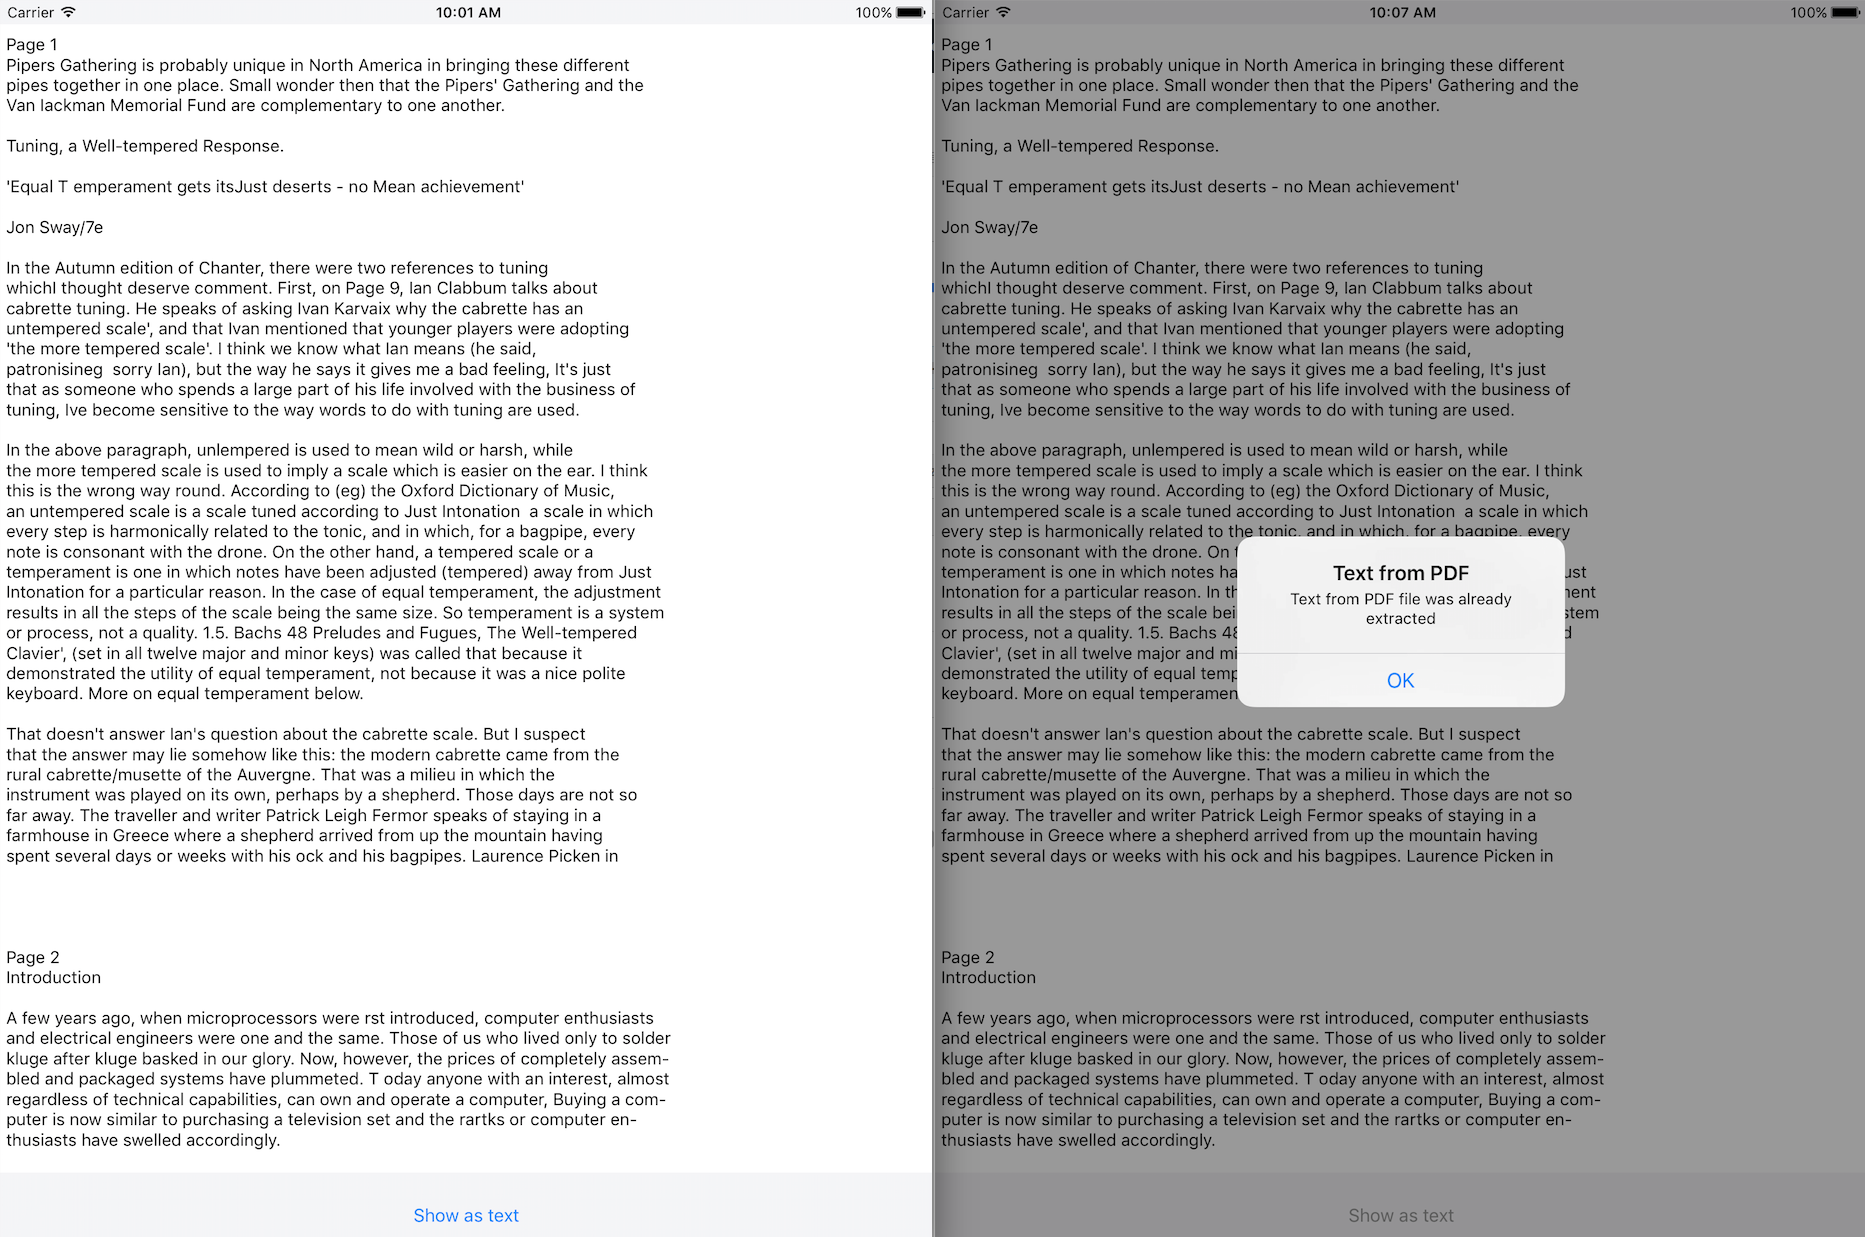 Carrier 10:01 AM 100%
Page 1
Pipers Gathering is probably unique in North America in bringing these different
pipes together in one place. Small wonder then that the Pipers' Gathering and the
Van Iackman Memorial Fund are complementary to one another.
Tuning, a Well-tempered Response.
'Equal T emperament gets itsJust deserts - no Mean achievement'
Jon Sway/7e
In the Autumn edition of Chanter, there were two references to tuning
whichI thought deserve comment. First, on Page 9, Ian Clabbum talks about
cabrette tuning. He speaks of asking Ivan Karvaix why the cabrette has an
untempered scale', and that Ivan mentioned that younger players were adopting
'the more tempered scale'. I think we know what Ian means (he said,
patronisineg  sorry Ian), but the way he says it gives me a bad feeling, It's just
that as someone who spends a large part of his life involved with the business of
tuning, Ive become sensitive to the way words to do with tuning are used.
In the above paragraph, unlempered is used to mean wild or harsh, while
the more tempered scale is used to imply a scale which is easier on the ear. I think
this is the wrong way round. According to (eg) the Oxford Dictionary of Music,
an untempered scale is a scale tuned according to Just Intonation  a scale in which
every step is harmonically related to the tonic, and in which, for a bagpipe, every
note is consonant with the drone. On the other hand, a tempered scale or a
temperament is one in which notes have been adjusted (tempered) away from Just
Intonation for a particular reason. In the case of equal temperament, the adjustment
results in all the steps of the scale being the same size. So temperament is a system
or process, not a quality. 1.5. Bachs 48 Preludes and Fugues, The Well-tempered
Clavier', (set in all twelve major and minor keys) was called that because it
demonstrated the utility of equal temperament, not because it was a nice polite
keyboard. More on equal temperament below.
That doesn't answer Ian's question about the cabrette scale. But I suspect
that the answer may lie somehow like this: the modern cabrette came from the
rural cabrette/musette of the Auvergne. That was a milieu in which the
instrument was played on its own, perhaps by a shepherd. Those days are not so
far away. The traveller and writer Patrick Leigh Fermor speaks of staying in a
farmhouse in Greece where a shepherd arrived from up the mountain having
spent several days or weeks with his ock and his bagpipes. Laurence Picken in
Page 2
Introduction
A few years ago, when microprocessors were rst introduced, computer enthusiasts
and electrical engineers were one and the same. Those of us who lived only to solder
kluge after kluge basked in our glory. Now, however, the prices of completely assem-
bled and packaged systems have plummeted. T oday anyone with an interest, almost
regardless of technical capabilities, can own and operate a computer, Buying a com-
puter is now similar to purchasing a television set and the rartks or computer en-
thusiasts have swelled accordingly.
Show as text
Carrier 10:07 AM 100%
Page 1
Pipers Gathering is probably unique in North America in bringing these different
pipes together in one place. Small wonder then that the Pipers' Gathering and the
Van Iackman Memorial Fund are complementary to one another.
Tuning, a Well-tempered Response.
'Equal T emperament gets itsJust deserts - no Mean achievement'
Jon Sway/7e
In the Autumn edition of Chanter, there were two references to tuning
whichI thought deserve comment. First, on Page 9, Ian Clabbum talks about
cabrette tuning. He speaks of asking Ivan Karvaix why the cabrette has an
untempered scale', and that Ivan mentioned that younger players were adopting
'the more tempered scale'. I think we know what Ian means (he said,
patronisineg  sorry Ian), but the way he says it gives me a bad feeling, It's just
that as someone who spends a large part of his life involved with the business of
tuning, Ive become sensitive to the way words to do with tuning are used.
In the above paragraph, unlempered is used to mean wild or harsh, while
the more tempered scale is used to imply a scale which is easier on the ear. I think
this is the wrong way round. According to (eg) the Oxford Dictionary of Music,
an untempered scale is a scale tuned according to Just Intonation  a scale in which
every step is harmonically related to the tonic, and in which, for a bagpipe, every
note is consonant with the drone. On
temperament is one in which notes ha
Intonation for a particular reason. In th
results in all the steps of the scale bei
or process, not a quality. 1.5. Bachs 48
Clavier', (set in all twelve major and mi
demonstrated the utility of equal temp
keyboard. More on equal temperamen
Text from PDF
Text from PDF file was already
extracted
OK
That doesn't answer Ian's question about the cabrette scale. But I suspect
that the answer may lie somehow like this: the modern cabrette came from the
rural cabrette/musette of the Auvergne. That was a milieu in which the
instrument was played on its own, perhaps by a shepherd. Those days are not so
far away. The traveller and writer Patrick Leigh Fermor speaks of staying in a
farmhouse in Greece where a shepherd arrived from up the mountain having
spent several days or weeks with his ock and his bagpipes. Laurence Picken in
Page 2
Introduction
A few years ago, when microprocessors were rst introduced, computer enthusiasts
and electrical engineers were one and the same. Those of us who lived only to solder
kluge after kluge basked in our glory. Now, however, the prices of completely assem-
bled and packaged systems have plummeted. T oday anyone with an interest, almost
regardless of technical capabilities, can own and operate a computer, Buying a com-
puter is now similar to purchasing a television set and the rartks or computer en-
thusiasts have swelled accordingly.
Show as text